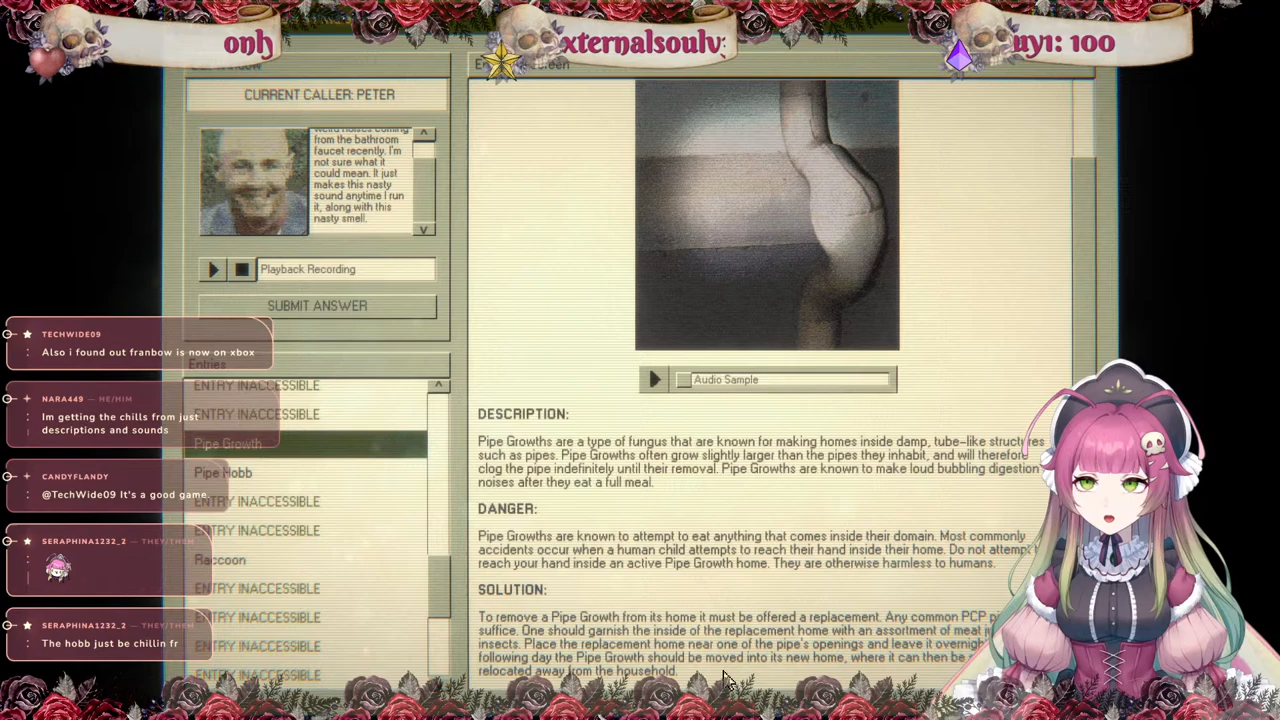 only
xternalsoulv
uy1: 100
screen
CURRENT CALLER: PETER
weird noises coming
from the bathroom
faucet recently. I'm
not sure what it
could mean. It just
makes this nasty
sound anytime I run
it, along with this
nasty smell.
Playback Recording
SUBMIT ANSWER
Entries
ENTRY INACCESSIBLE
ENTRY INACCESSIBLE
Pipe Growth
Pipe Hobb
ENTRY INACCESSIBLE
ENTRY INACCESSIBLE
Raccoon
ENTRY INACCESSIBLE
ENTRY INACCESSIBLE
ENTRY INACCESSIBLE
ENTRY INACCESSIBLE
Audio Sample
DESCRIPTION:
Pipe Growths are a type of fungus that are known for making homes inside any tube-like structures
such as pipes. Pipe Growths often grow slightly larger than the pipes they inhabit, and will therefore
clog the pipe indefinitely until their removal. Pipe Growths are known to make loud bubbling digestion
noises after they eat a full meal.
DANGER:
Pipe Growths are known to attempt to eat anything that comes inside their domain. Most commonly
accidents occur when a human child attempts to reach their hand inside their home. Do not attempt
reach your hand inside an active Pipe Growth home. They are otherwise harmless to humans.
SOLUTION:
To remove a Pipe Growth from its home it must be offered a replacement. Any common PCP
suffice. One should garnish the inside of the replacement home with an assortment of meat
insects. Place the replacement home near one of the pipe's openings and leave it overnight
following day the Pipe Growth should be moved into its new home, where it can then be
relocated away from the household.
TECHWIDE09
Also i found out franbow is now on xbox
NARA449 — HE/HIM
Im getting the chills from just
descriptions and sounds
CANDYFLANDY
@TechWide09 It's a good game.
SERAPHINA1232_2 — THEY/THEM
SERAPHINA1232_2 — THEY/THEM
The hobb just be chillin fr